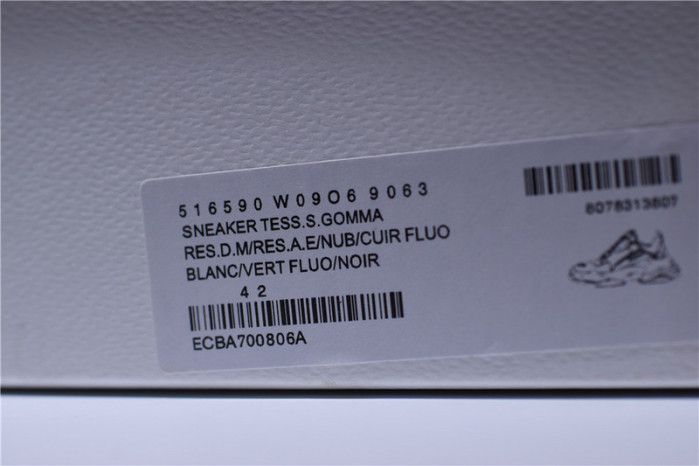 516590 W09O6 9063
SNEAKER TESS.S.GOMMA
RES.D.M/RES.A.E/NUB/CUIR FLUO
BLANC/VERT FLUO/NOIR
42
ECBA700806A
8078313807